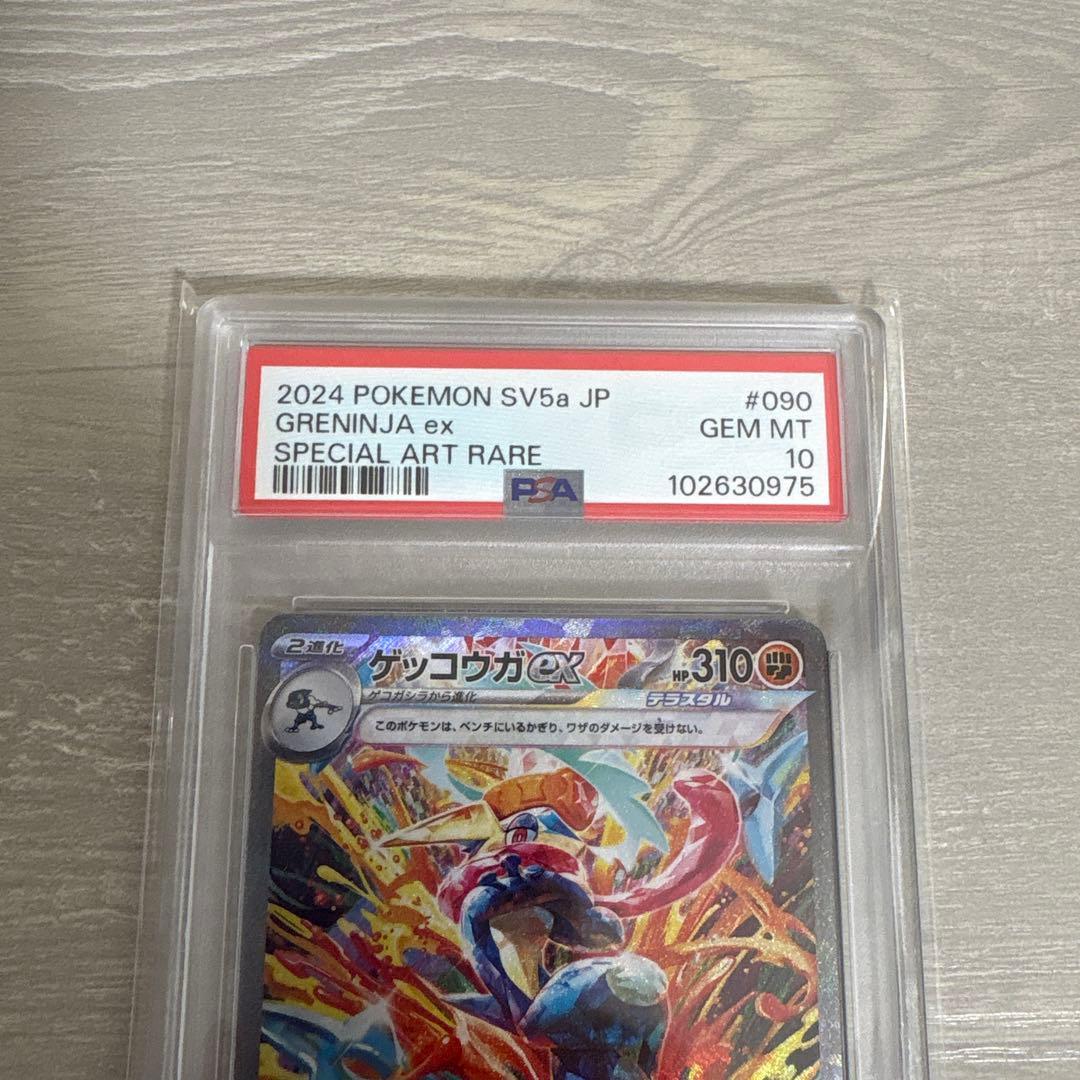 2024 POKEMON SV5a JP #090
GRENINJA ex GEM MT
SPECIAL ART RARE 10
PSA 102630975
2進化 ゲッコウガex HP310
ゲコガシラから進化 テラスタル
このポケモンは、ベンチにいるかぎり、ワザのダメージを受けない。